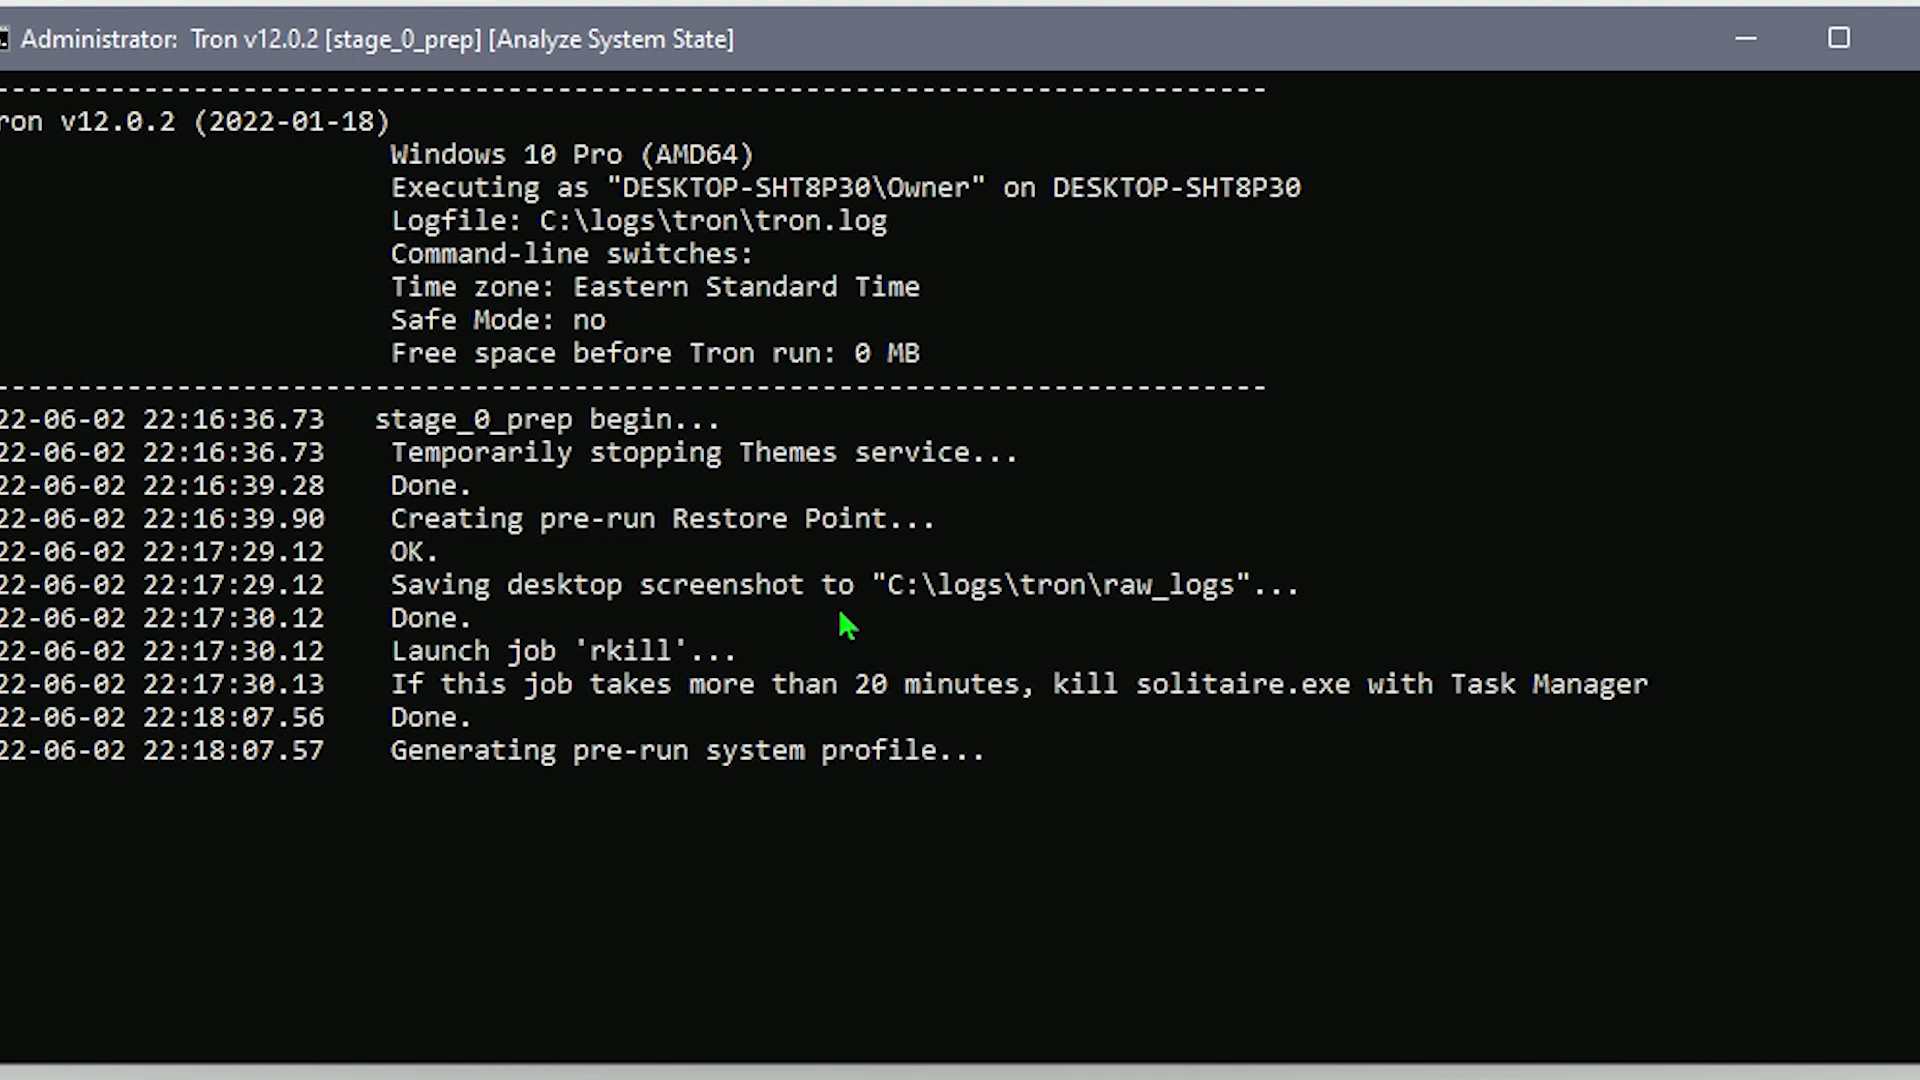 Administrator: Tron v12.0.2 [stage_0_prep] [Analyze System State]
--------------------------------------------------------------------------------
ron v12.0.2 (2022-01-18)
Windows 10 Pro (AMD64)
Executing as "DESKTOP-SHT8P30\Owner" on DESKTOP-SHT8P30
Logfile: C:\logs\tron\tron.log
Command-line switches:
Time zone: Eastern Standard Time
Safe Mode: no
Free space before Tron run: 0 MB
--------------------------------------------------------------------------------
22-06-02 22:16:36.73 stage_0_prep begin...
22-06-02 22:16:36.73 Temporarily stopping Themes service...
22-06-02 22:16:39.28 Done.
22-06-02 22:16:39.90 Creating pre-run Restore Point...
22-06-02 22:17:29.12 OK.
22-06-02 22:17:29.12 Saving desktop screenshot to "C:\logs\tron\raw_logs"...
22-06-02 22:17:30.12 Done.
22-06-02 22:17:30.12 Launch job 'rkill'...
22-06-02 22:17:30.13 If this job takes more than 20 minutes, kill solitaire.exe with Task Manager
22-06-02 22:18:07.56 Done.
22-06-02 22:18:07.57 Generating pre-run system profile...